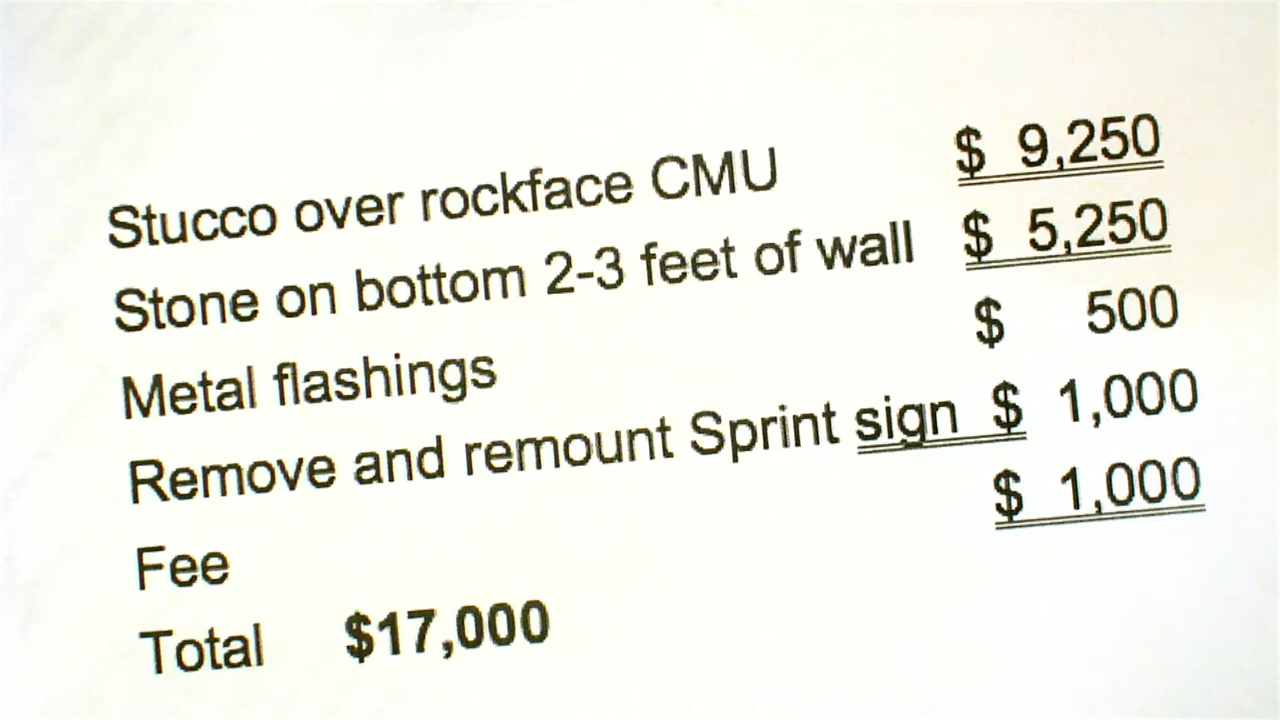 Stucco over rockface CMU $ 9,250
Stone on bottom 2-3 feet of wall $ 5,250
Metal flashings $ 500
Remove and remount Sprint sign $ 1,000
Fee $ 1,000
Total $17,000